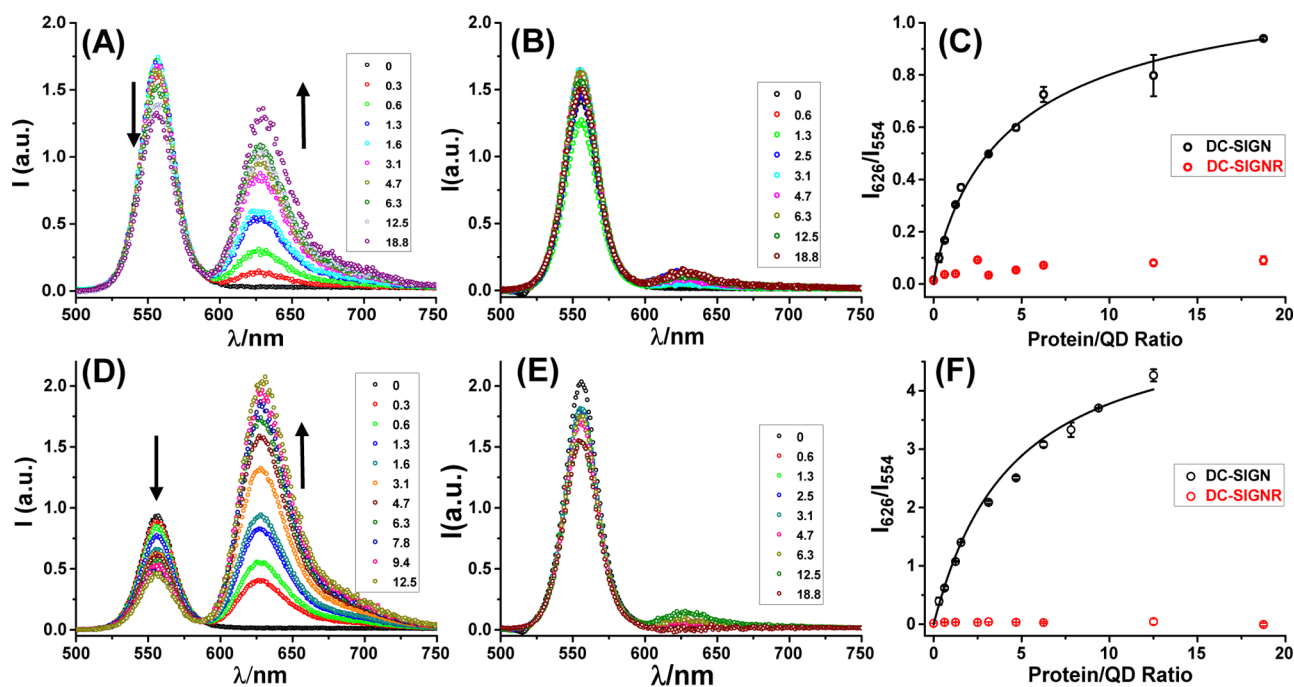 (A)
I (a.u.)
2.0
1.5
1.0
0.5
0.0
0
0.3
0.6
1.3
1.6
3.1
4.7
6.3
12.5
18.8
500 550 600 650 700 750
λ/nm
(B)
I (a.u.)
2.0
1.5
1.0
0.5
0.0
0
0.6
1.3
2.5
3.1
4.7
6.3
12.5
18.8
500 550 600 650 700 750
λ/nm
(C)
I626/I554
1.0
0.8
0.6
0.4
0.2
0.0
DC-SIGN
DC-SIGNR
0 5 10 15 20
Protein/QD Ratio
(D)
I (a.u.)
2.0
1.5
1.0
0.5
0.0
0
0.3
0.6
1.3
1.6
3.1
4.7
6.3
7.8
9.4
12.5
500 550 600 650 700 750
λ/nm
(E)
I(a.u.)
2.0
1.5
1.0
0.5
0.0
0
0.6
1.3
2.5
3.1
4.7
6.3
12.5
18.8
500 550 600 650 700 750
λ/nm
(F)
I626/I554
4
3
2
1
0
DC-SIGN
DC-SIGNR
0 5 10 15 20
Protein/QD Ratio